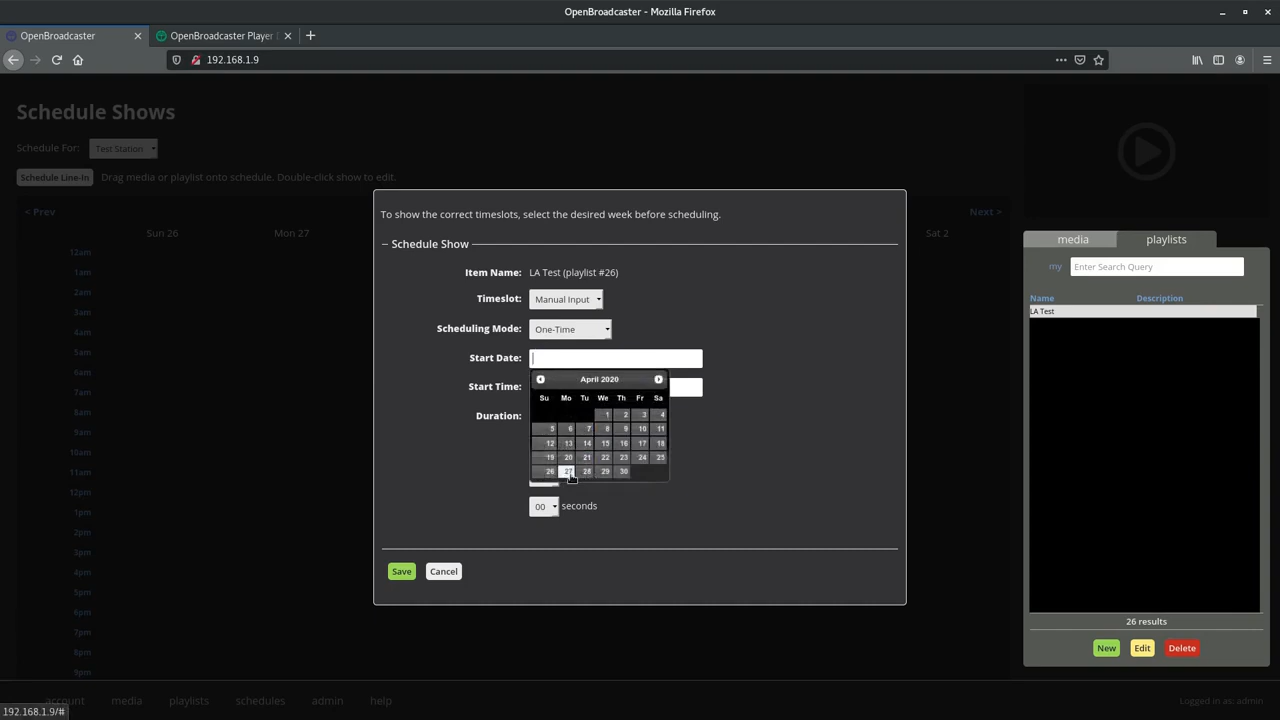 OpenBroadcaster - Mozilla Firefox
OpenBroadcaster
OpenBroadcaster Player
192.168.1.9
Schedule Shows
Schedule For: Test Station
Schedule Line-In Drag media or playlist onto schedule. Double-click show to edit.
< Prev
Next >
Sun 26 Mon 27 Sat 2
12am
1am
2am
3am
4am
5am
6am
7am
8am
9am
10am
11am
12pm
1pm
2pm
3pm
4pm
5pm
6pm
7pm
8pm
9pm
To show the correct timeslots, select the desired week before scheduling.
Schedule Show
Item Name: LA Test (playlist #26)
Timeslot: Manual Input
Scheduling Mode: One-Time
Start Date:
Start Time:
Duration:
April 2020
Su Mo Tu We Th Fr Sa
1 2 3 4
5 6 7 8 9 10 11
12 13 14 15 16 17 18
19 20 21 22 23 24 25
26 27 28 29 30
00 seconds
Save Cancel
media playlists
my Enter Search Query
Name Description
LA Test
26 results
New Edit Delete
account media playlists schedules admin help
Logged in as: admin
192.168.1.9/#